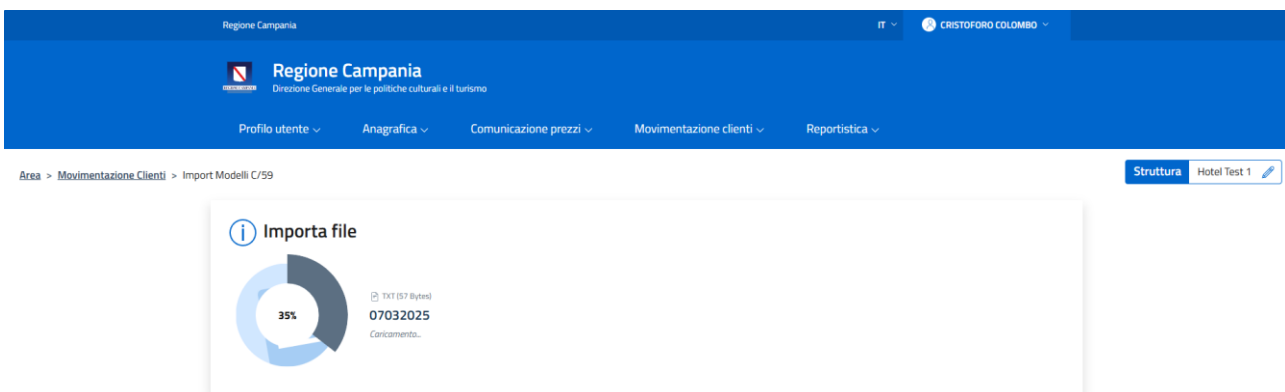 Regione Campania
IT
CRISTOFORO COLOMBO
Regione Campania
Direzione Generale per le politiche culturali e il turismo
Profilo utente
Anagrafica
Comunicazione prezzi
Movimentazione clienti
Reportistica
Area > Movimentazione Clienti > Import Modelli C/59
Struttura
Hotel Test 1
Importa file
35%
TXT (57 Bytes)
07032025
Caricamento...